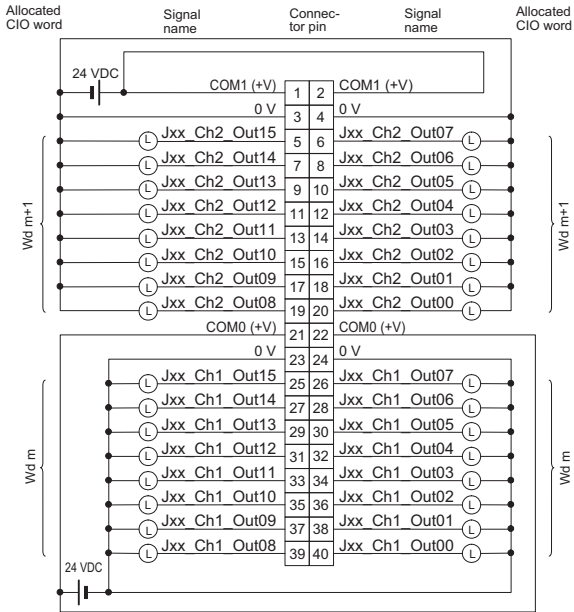 Allocated CIO word
Signal name
Connec-tor pin
Signal name
Allocated CIO word
24 VDC
COM1 (+V) 1 2 COM1 (+V)
0 V 3 4 0 V
L Jxx_Ch2_Out15 5 6 Jxx_Ch2_Out07 L
L Jxx_Ch2_Out14 7 8 Jxx_Ch2_Out06 L
L Jxx_Ch2_Out13 9 10 Jxx_Ch2_Out05 L
L Jxx_Ch2_Out12 11 12 Jxx_Ch2_Out04 L
L Jxx_Ch2_Out11 13 14 Jxx_Ch2_Out03 L
L Jxx_Ch2_Out10 15 16 Jxx_Ch2_Out02 L
L Jxx_Ch2_Out09 17 18 Jxx_Ch2_Out01 L
L Jxx_Ch2_Out08 19 20 Jxx_Ch2_Out00 L
Wd m+1
Wd m+1
COM0 (+V) 21 22 COM0 (+V)
0 V 23 24 0 V
L Jxx_Ch1_Out15 25 26 Jxx_Ch1_Out07 L
L Jxx_Ch1_Out14 27 28 Jxx_Ch1_Out06 L
L Jxx_Ch1_Out13 29 30 Jxx_Ch1_Out05 L
L Jxx_Ch1_Out12 31 32 Jxx_Ch1_Out04 L
L Jxx_Ch1_Out11 33 34 Jxx_Ch1_Out03 L
L Jxx_Ch1_Out10 35 36 Jxx_Ch1_Out02 L
L Jxx_Ch1_Out09 37 38 Jxx_Ch1_Out01 L
L Jxx_Ch1_Out08 39 40 Jxx_Ch1_Out00 L
Wd m
Wd m
24 VDC